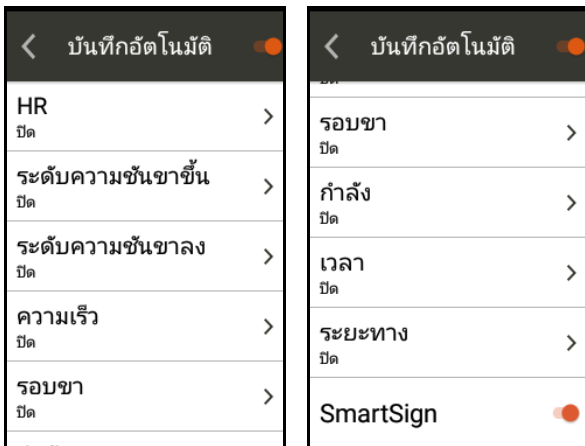 บันทึกอัตโนมัติ
HR
ปิด
ระดับความชันขาขึ้น
ปิด
ระดับความชันขาลง
ปิด
ความเร็ว
ปิด
รอบขา
ปิด
บันทึกอัตโนมัติ
รอบขา
ปิด
กำลัง
ปิด
เวลา
ปิด
ระยะทาง
ปิด
SmartSign